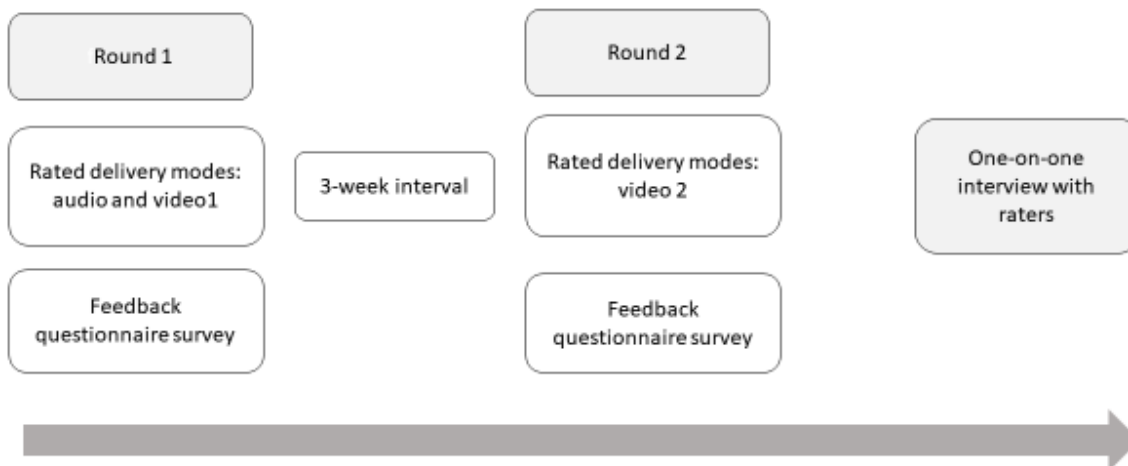 Round 1
Rated delivery modes:
audio and video1
Feedback
questionnaire survey
3-week interval
Round 2
Rated delivery modes:
video 2
Feedback
questionnaire survey
One-on-one
interview with
raters